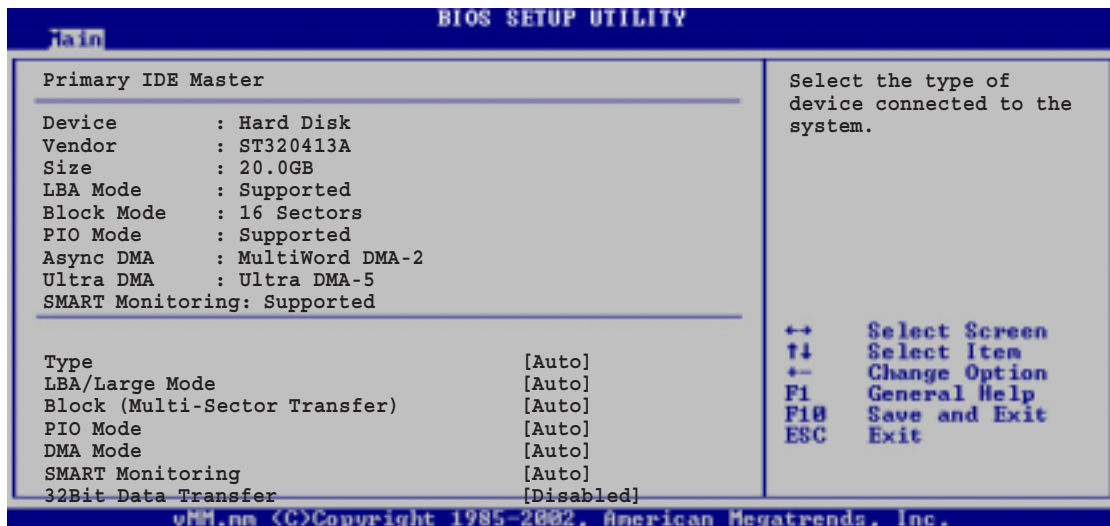 BIOS SETUP UTILITY
Main
Primary IDE Master
Device : Hard Disk
Vendor : ST320413A
Size : 20.0GB
LBA Mode : Supported
Block Mode : 16 Sectors
PIO Mode : Supported
Async DMA : MultiWord DMA-2
Ultra DMA : Ultra DMA-5
SMART Monitoring: Supported
Type [Auto]
LBA/Large Mode [Auto]
Block (Multi-Sector Transfer) [Auto]
PIO Mode [Auto]
DMA Mode [Auto]
SMART Monitoring [Auto]
32Bit Data Transfer [Disabled]
Select the type of
device connected to the
system.
←→ Select Screen
↑↓ Select Item
+- Change Option
F1 General Help
F10 Save and Exit
ESC Exit
vMM.nm (C)Copyright 1985-2002, American Megatrends, Inc.